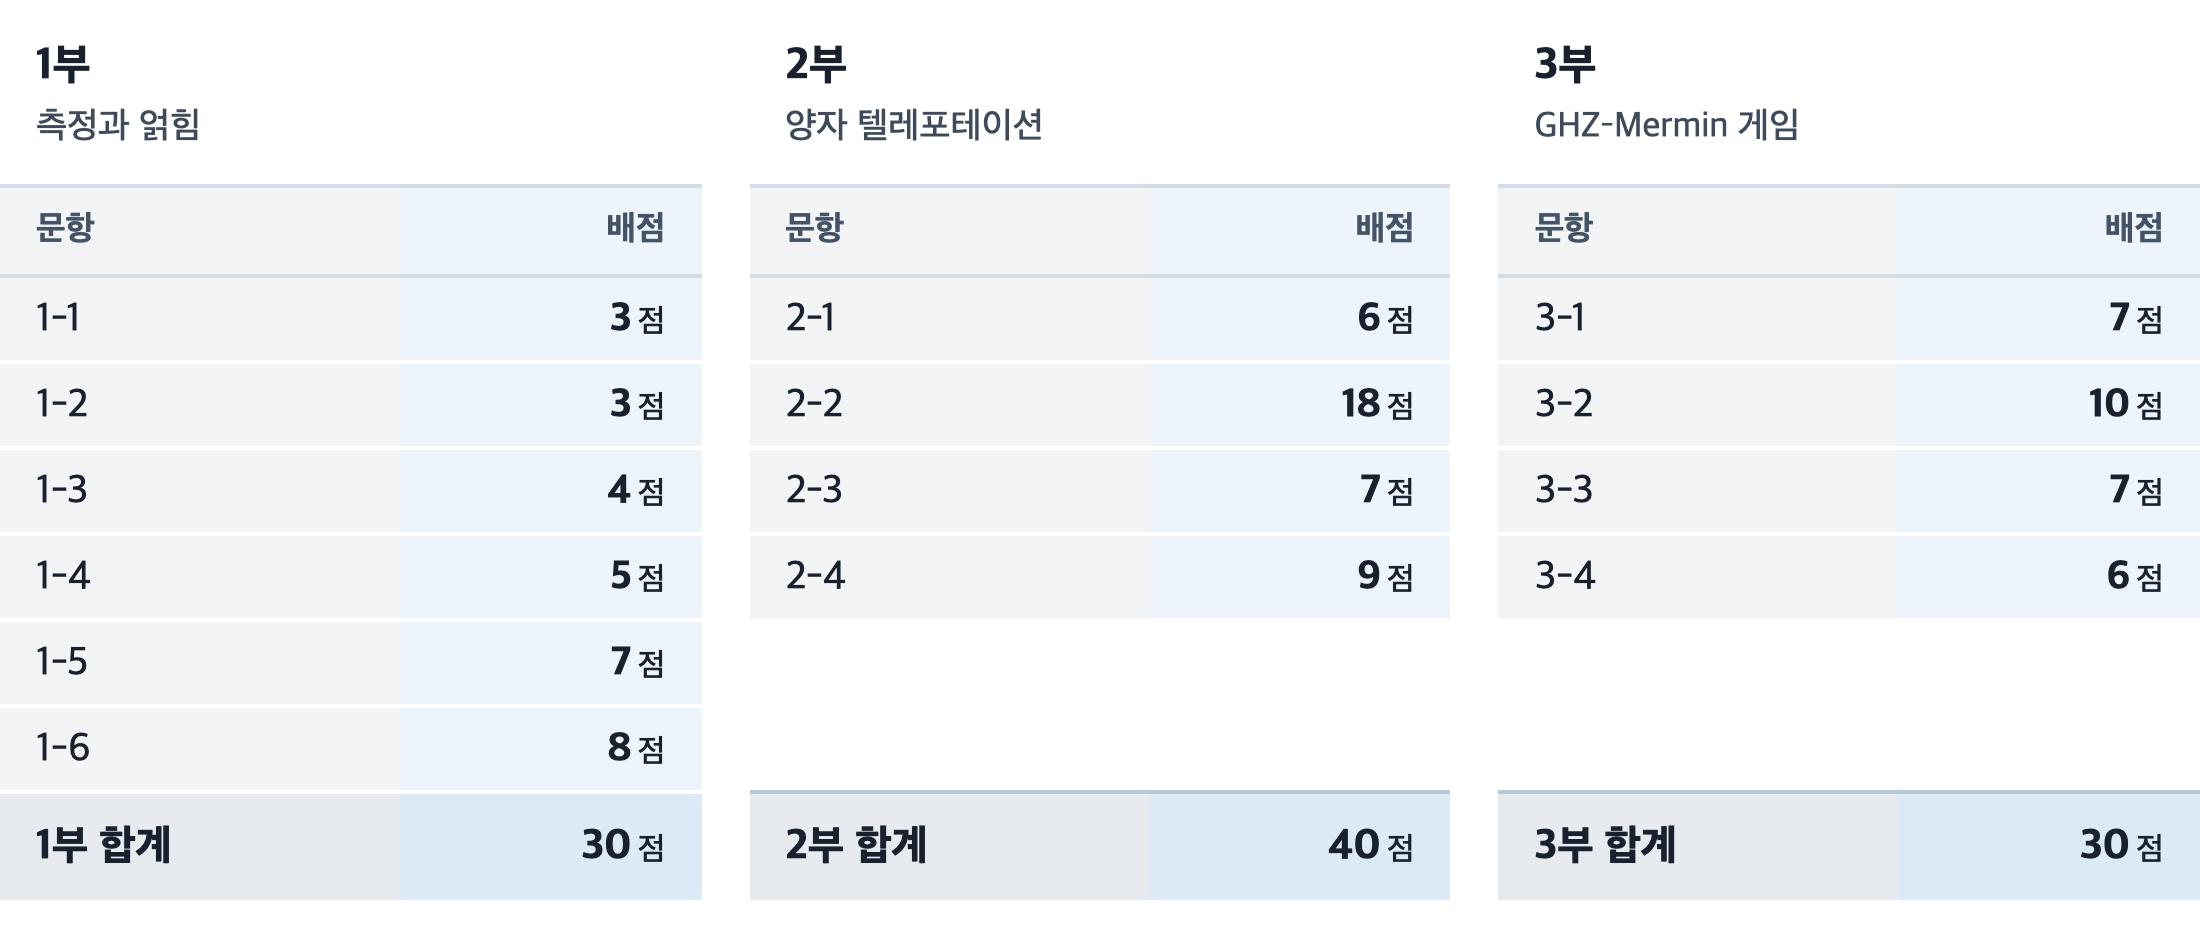 1부
측정과 얽힘
문항 배점
1-1 3 점
1-2 3 점
1-3 4 점
1-4 5 점
1-5 7 점
1-6 8 점
1부 합계 30 점
2부
양자 텔레포테이션
문항 배점
2-1 6 점
2-2 18 점
2-3 7 점
2-4 9 점
2부 합계 40 점
3부
GHZ-Mermin 게임
문항 배점
3-1 7 점
3-2 10 점
3-3 7 점
3-4 6 점
3부 합계 30 점